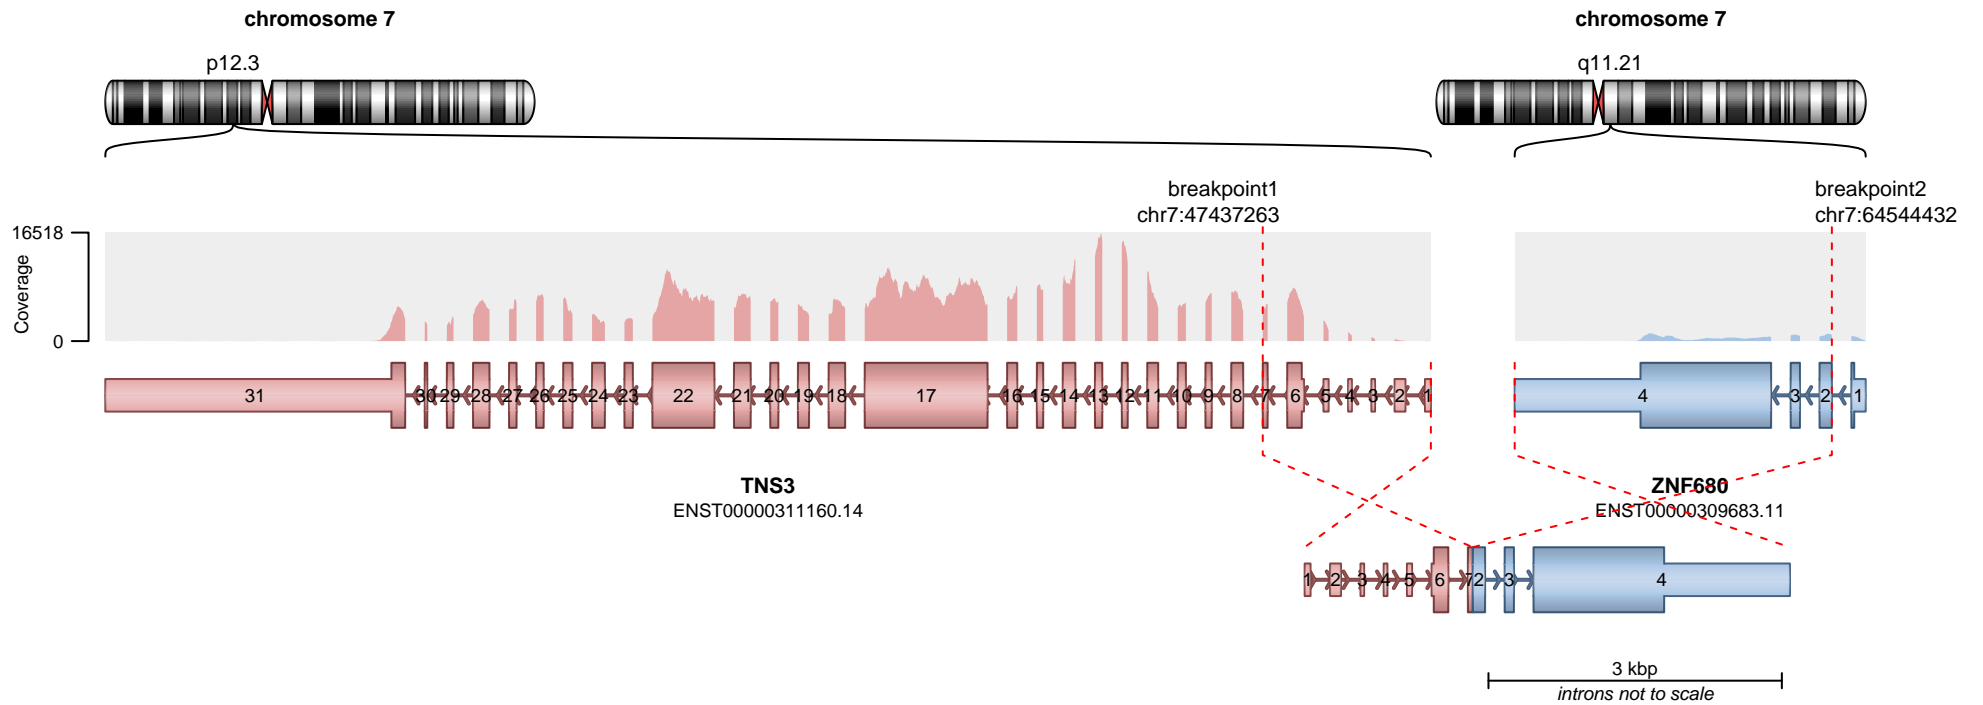 chromosome 7
chromosome 7
p12.3
q11.21
breakpoint1
chr7:47437263
breakpoint2
chr7:64544432
16518
Coverage
0
31 30 29 28 27 26 25 24 23 22 21 20 19 18 17 16 15 14 13 12 11 10 9 8 7 6 5 4 3 2 1
4 3 2 1
TNS3
ENST00000311160.14
ZNF680
ENST00000309683.11
1 2 3 4 5 6 7 2 3 4
3 kbp
introns not to scale